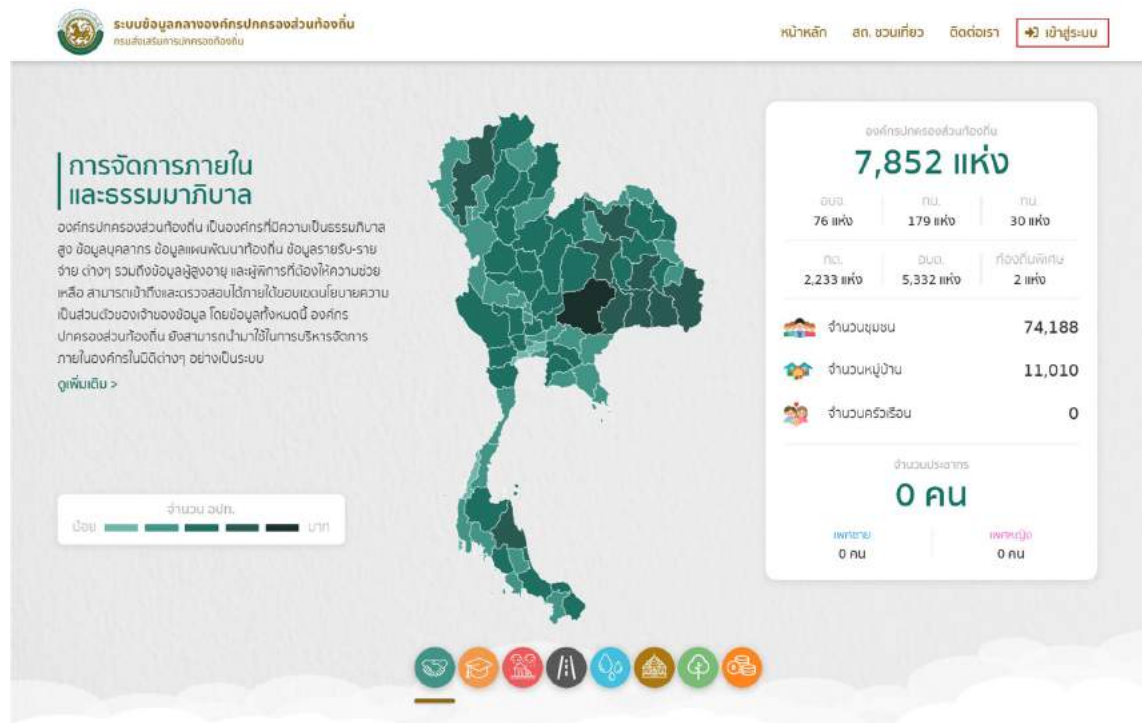 ระบบข้อมูลกลางองค์กรปกครองส่วนท้องถิ่น
กรมส่งเสริมการปกครองท้องถิ่น
หน้าหลัก
สถ. ชวนเที่ยว
ติดต่อเรา
เข้าสู่ระบบ
การจัดการภายใน
และธรรมมาภิบาล
องค์กรปกครองส่วนท้องถิ่น เป็นองค์กรที่มีความเป็นธรรมภิบาล
สูง ข้อมูลบุคลากร ข้อมูลแผนพัฒนาท้องถิ่น ข้อมูลรายรับ-ราย
จ่าย ต่างๆ รวมถึงข้อมูลผู้สูงอายุ และผู้พิการที่ต้องให้ความช่วย
เหลือ สามารถเข้าถึงและตรวจสอบได้ภายใต้ขอบเขตนโยบายความ
เป็นส่วนตัวของเจ้าของข้อมูล โดยข้อมูลทั้งหมดนี้ องค์กร
ปกครองส่วนท้องถิ่น ยังสามารถนำมาใช้ในการบริหารจัดการ
ภายในองค์กรในมิติต่างๆ อย่างเป็นระบบ
ดูเพิ่มเติม >
จำนวน อปท.
น้อย
มาก
องค์กรปกครองส่วนท้องถิ่น
7,852 แห่ง
อบจ. ทม. ทน.
76 แห่ง 179 แห่ง 30 แห่ง
ทต. อบต. ท้องถิ่นพิเศษ
2,233 แห่ง 5,332 แห่ง 2 แห่ง
จำนวนชุมชน 74,188
จำนวนหมู่บ้าน 11,010
จำนวนครัวเรือน 0
จำนวนประชากร
0 คน
เพศชาย เพศหญิง
0 คน 0 คน